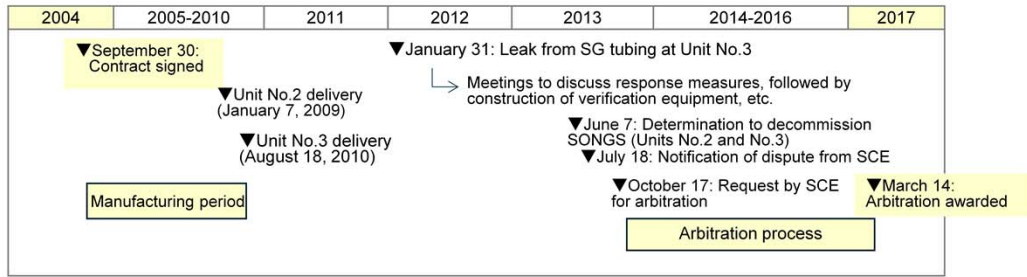 2004
2005-2010
2011
2012
2013
2014-2016
2017
▼September 30:
Contract signed
▼January 31: Leak from SG tubing at Unit No.3
Meetings to discuss response measures, followed by
construction of verification equipment, etc.
▼Unit No.2 delivery
(January 7, 2009)
▼June 7: Determination to decommission
SONGS (Units No.2 and No.3)
▼Unit No.3 delivery
(August 18, 2010)
▼July 18: Notification of dispute from SCE
▼October 17: Request by SCE
for arbitration
▼March 14:
Arbitration awarded
Manufacturing period
Arbitration process